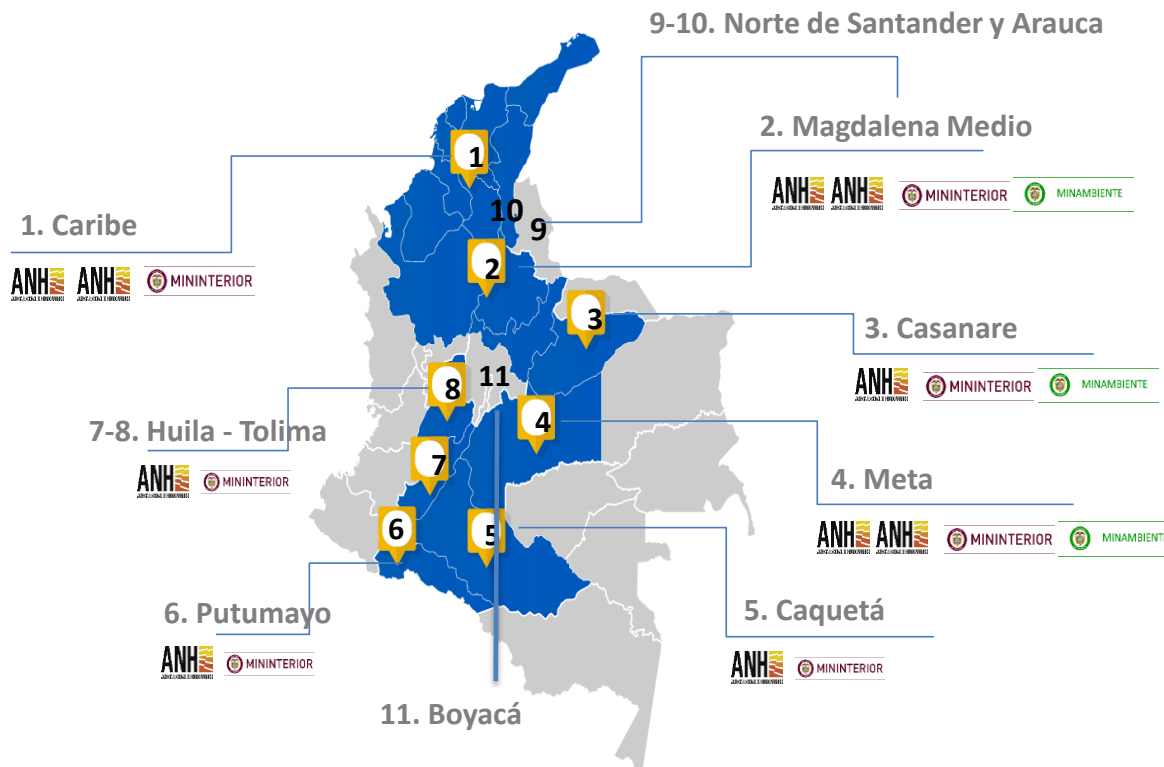 9-10. Norte de Santander y Arauca
2. Magdalena Medio
ANH ANH MININTERIOR MINAMBIENTE
1
10
9
1. Caribe
ANH ANH MININTERIOR
2
3
3. Casanare
ANH MININTERIOR MINAMBIENTE
8
11
4
7-8. Huila - Tolima
ANH MININTERIOR
7
4. Meta
ANH ANH MININTERIOR MINAMBIENTE
6
5
6. Putumayo
ANH MININTERIOR
5. Caquetá
ANH MININTERIOR
11. Boyacá